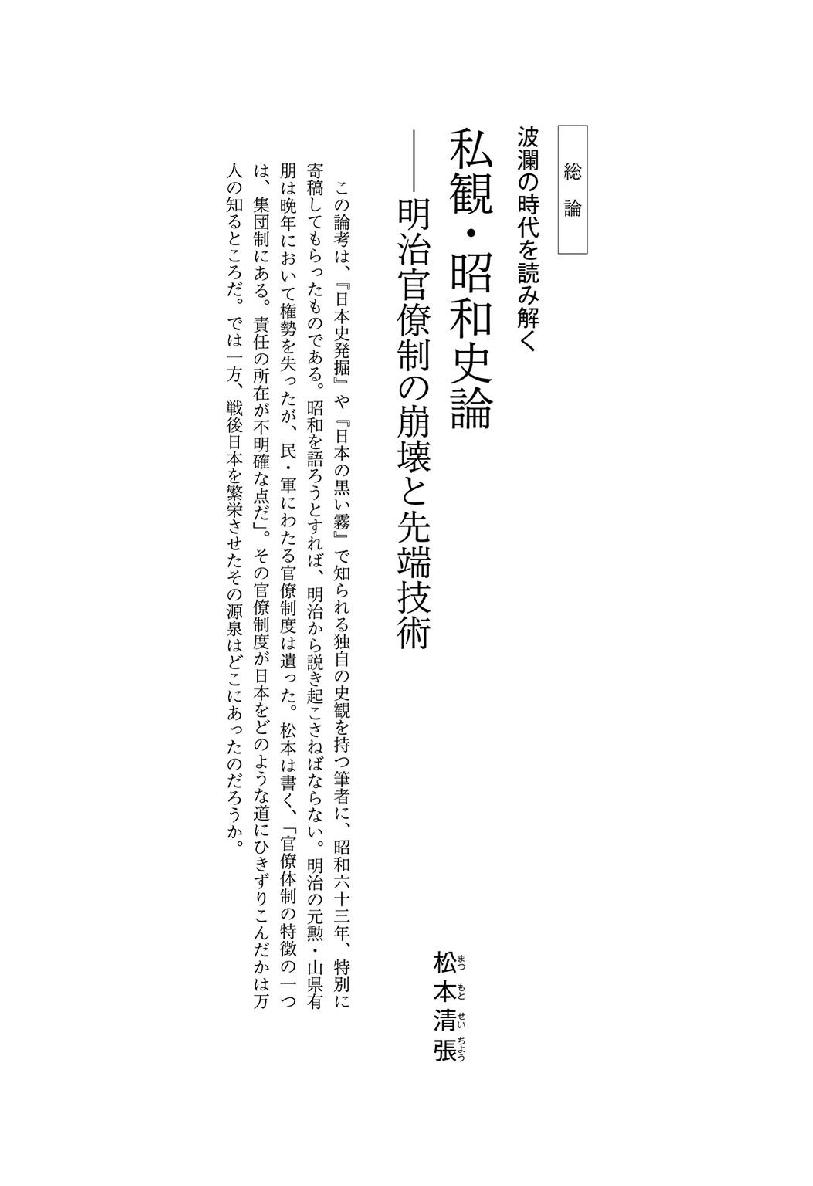 総論
波瀾の時代を読み解く
私観・昭和史論
──明治官僚制の崩壊と先端技術
松本清張
まつもとせいちょう
この論考は、『日本史発掘』や『日本の黒い霧』で知られる独自の史観を持つ筆者に、昭和六十三年、特別に
寄稿してもらったものである。昭和を語ろうとすれば、明治から説き起こさねばならない。明治の元勲・山県有
朋は晩年において権勢を失ったが、民・軍にわたる官僚制度は遺った。松本は書く、「官僚体制の特徴の一つ
は、集団制にある。責任の所在が不明確な点だ」。その官僚制度が日本をどのような道にひきずりこんだかは万
人の知るところだ。では一方、戦後日本を繁栄させたその源泉はどこにあったのだろうか。